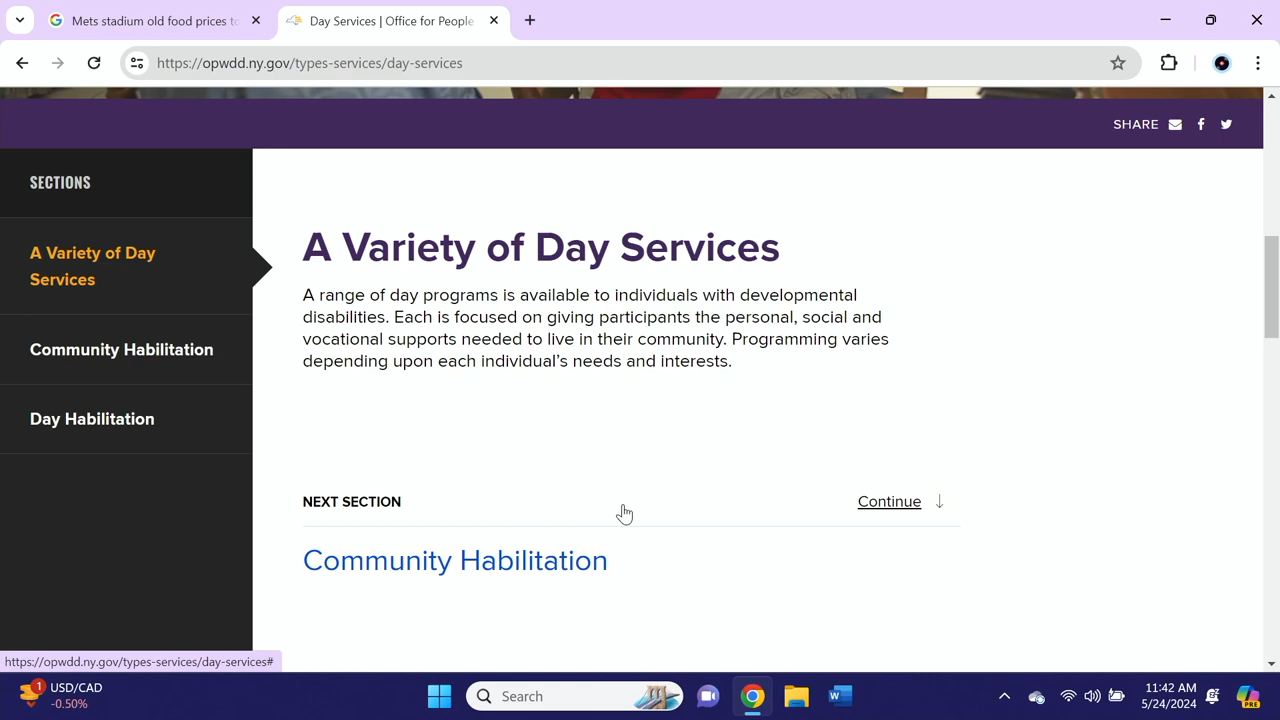 Mets stadium old food prices to
Day Services | Office for People
https://opwdd.ny.gov/types-services/day-services
SHARE
SECTIONS
A Variety of Day
Services
Community Habilitation
Day Habilitation
A Variety of Day Services
A range of day programs is available to individuals with developmental
disabilities. Each is focused on giving participants the personal, social and
vocational supports needed to live in their community. Programming varies
depending upon each individual's needs and interests.
NEXT SECTION
Continue
Community Habilitation
https://opwdd.ny.gov/types-services/day-services#
1
USD/CAD
-0.50%
Search
11:42 AM
5/24/2024
PRE